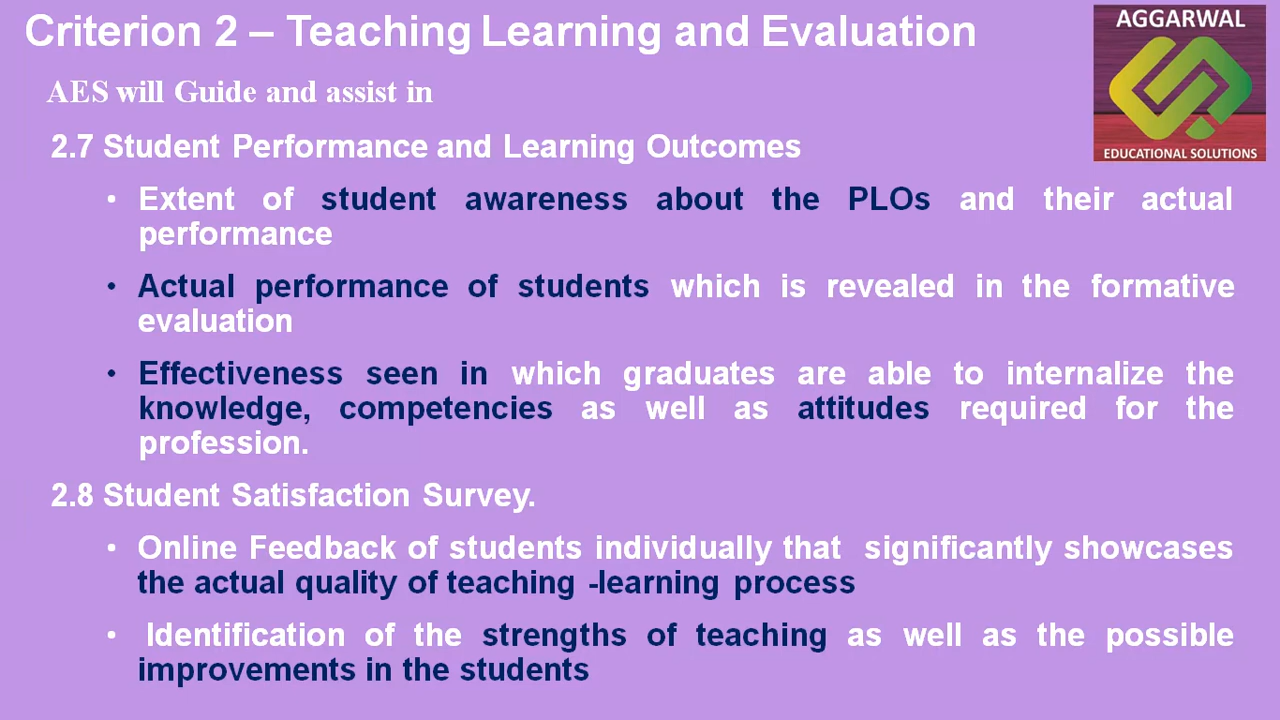 Criterion 2 – Teaching Learning and Evaluation
AGGARWAL
EDUCATIONAL SOLUTIONS
AES will Guide and assist in
2.7 Student Performance and Learning Outcomes
• Extent of student awareness about the PLOs and their actual
performance
• Actual performance of students which is revealed in the formative
evaluation
• Effectiveness seen in which graduates are able to internalize the
knowledge, competencies as well as attitudes required for the
profession.
2.8 Student Satisfaction Survey.
• Online Feedback of students individually that significantly showcases
the actual quality of teaching -learning process
• Identification of the strengths of teaching as well as the possible
improvements in the students